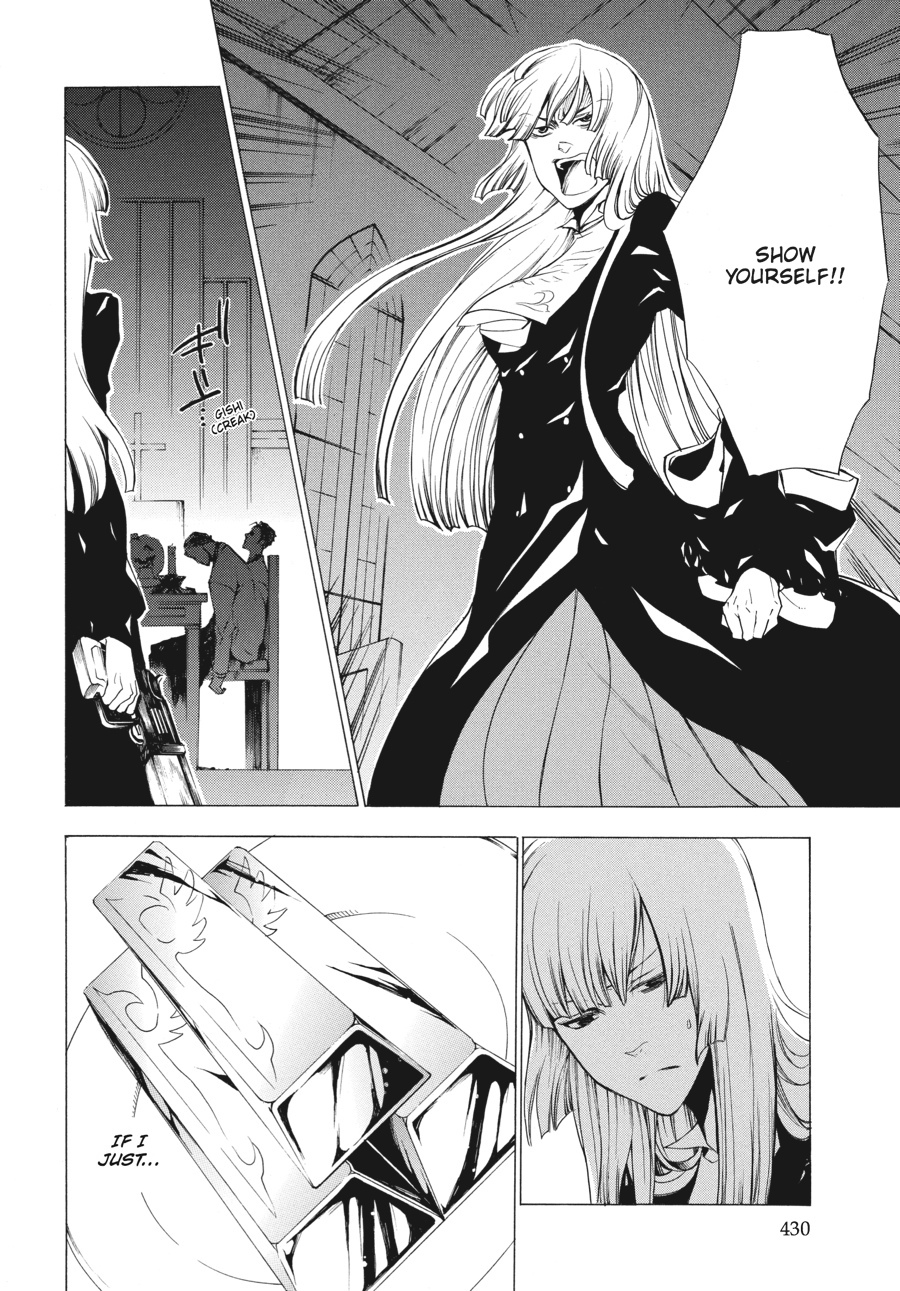 SHOW
YOURSELF!!
ギシ…
GISHI
(CREAK)
IF I
JUST...
430